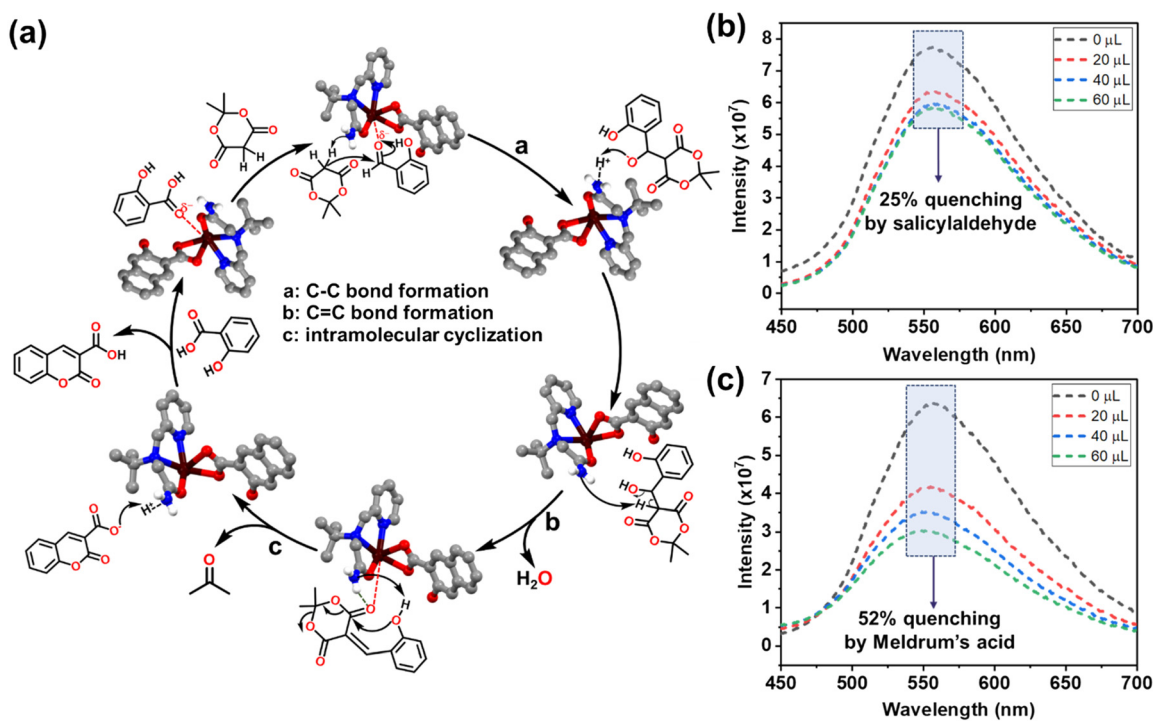 (a)
a
a: C-C bond formation
b: C=C bond formation
c: intramolecular cyclization
b
H₂O
c
(b)
Intensity (x10⁷)
8
7
6
5
4
3
2
1
0
0 µL
20 µL
40 µL
60 µL
25% quenching
by salicylaldehyde
450 500 550 600 650 700
Wavelength (nm)
(c)
Intensity (x10⁷)
7
6
5
4
3
2
1
0
0 µL
20 µL
40 µL
60 µL
52% quenching
by Meldrum's acid
450 500 550 600 650 700
Wavelength (nm)